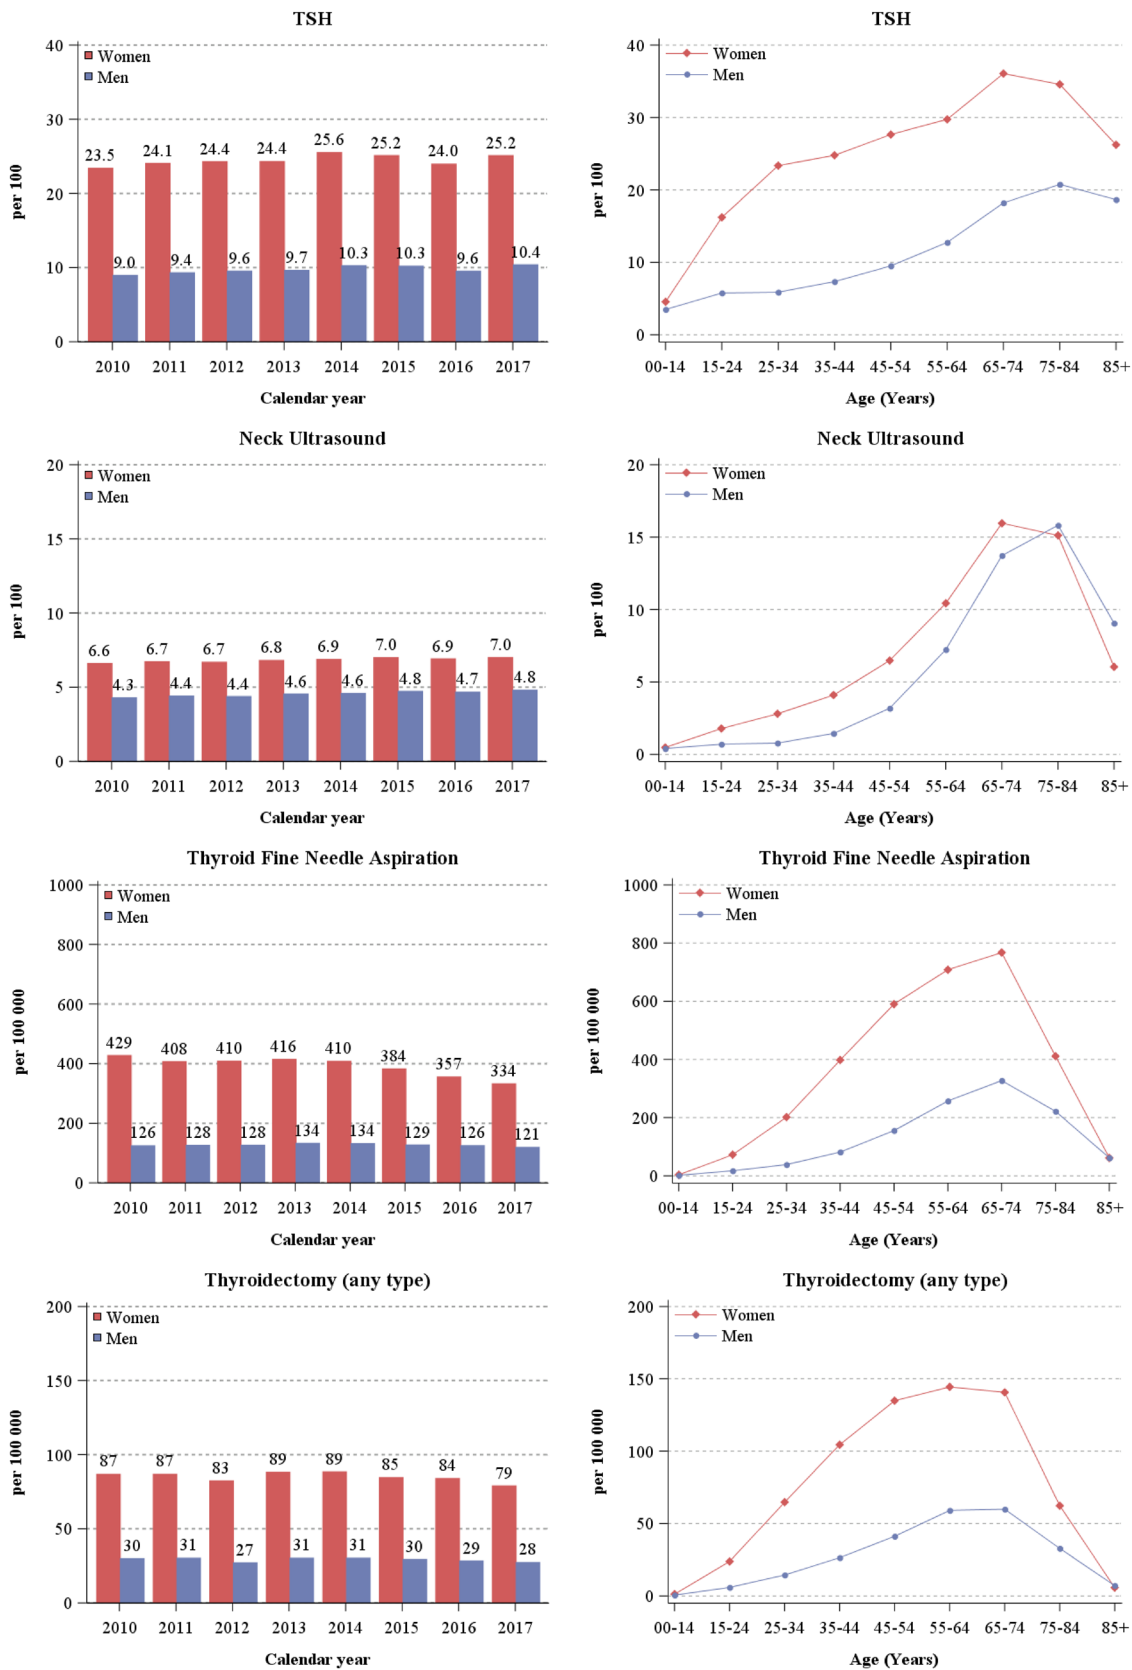 TSH
40
Women
Men
30
20
10
0
per 100
23.5 24.1 24.4 24.4 25.6 25.2 24.0 25.2
9.0 9.4 9.6 9.7 10.3 10.3 9.6 10.4
2010 2011 2012 2013 2014 2015 2016 2017
Calendar year
TSH
40
Women
Men
30
20
10
0
per 100
00-14 15-24 25-34 35-44 45-54 55-64 65-74 75-84 85+
Age (Years)
Neck Ultrasound
20
Women
Men
15
10
5
0
per 100
6.6 6.7 6.7 6.8 6.9 7.0 6.9 7.0
4.3 4.4 4.4 4.6 4.6 4.8 4.7 4.8
2010 2011 2012 2013 2014 2015 2016 2017
Calendar year
Neck Ultrasound
20
Women
Men
15
10
5
0
per 100
00-14 15-24 25-34 35-44 45-54 55-64 65-74 75-84 85+
Age (Years)
Thyroid Fine Needle Aspiration
1000
Women
Men
800
600
400
200
0
per 100 000
429 408 410 416 410 384 357 334
126 128 128 134 134 129 126 121
2010 2011 2012 2013 2014 2015 2016 2017
Calendar year
Thyroid Fine Needle Aspiration
1000
Women
Men
800
600
400
200
0
per 100 000
00-14 15-24 25-34 35-44 45-54 55-64 65-74 75-84 85+
Age (Years)
Thyroidectomy (any type)
200
Women
Men
150
100
50
0
per 100 000
87 87 83 89 89 85 84 79
30 31 27 31 31 30 29 28
2010 2011 2012 2013 2014 2015 2016 2017
Calendar year
Thyroidectomy (any type)
200
Women
Men
150
100
50
0
per 100 000
00-14 15-24 25-34 35-44 45-54 55-64 65-74 75-84 85+
Age (Years)